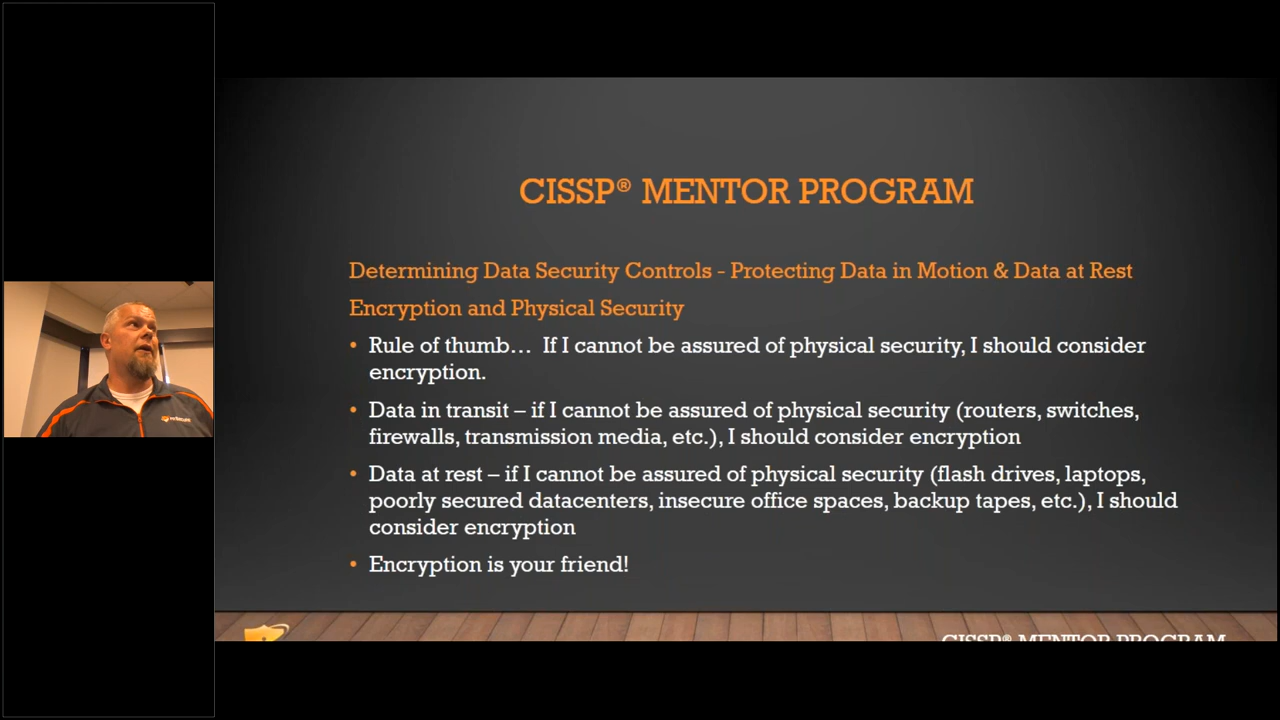 CISSP® MENTOR PROGRAM
Determining Data Security Controls - Protecting Data in Motion & Data at Rest
Encryption and Physical Security
• Rule of thumb… If I cannot be assured of physical security, I should consider
encryption.
• Data in transit – if I cannot be assured of physical security (routers, switches,
firewalls, transmission media, etc.), I should consider encryption
• Data at rest – if I cannot be assured of physical security (flash drives, laptops,
poorly secured datacenters, insecure office spaces, backup tapes, etc.), I should
consider encryption
• Encryption is your friend!
CISSP® MENTOR PROGRAM